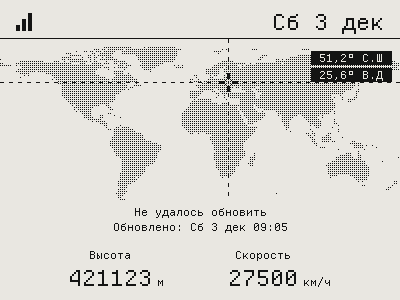 Сб 3 дек
51,2° С.Ш
25,6° В.Д
Не удалось обновить
Обновлено: Сб 3 дек 09:05
Высота
Скорость
421123 м
27500 км/ч